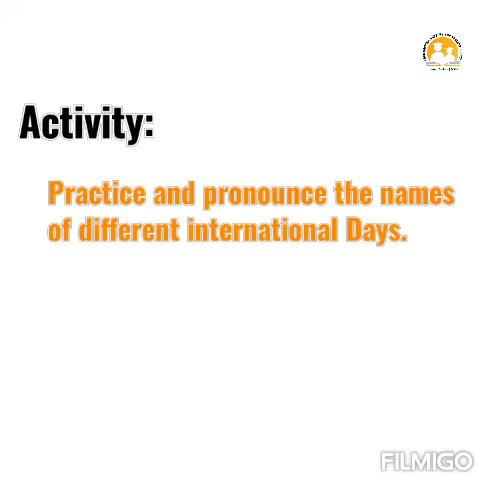 Activity:
Practice and pronounce the names
of different international Days.
FILMIGO